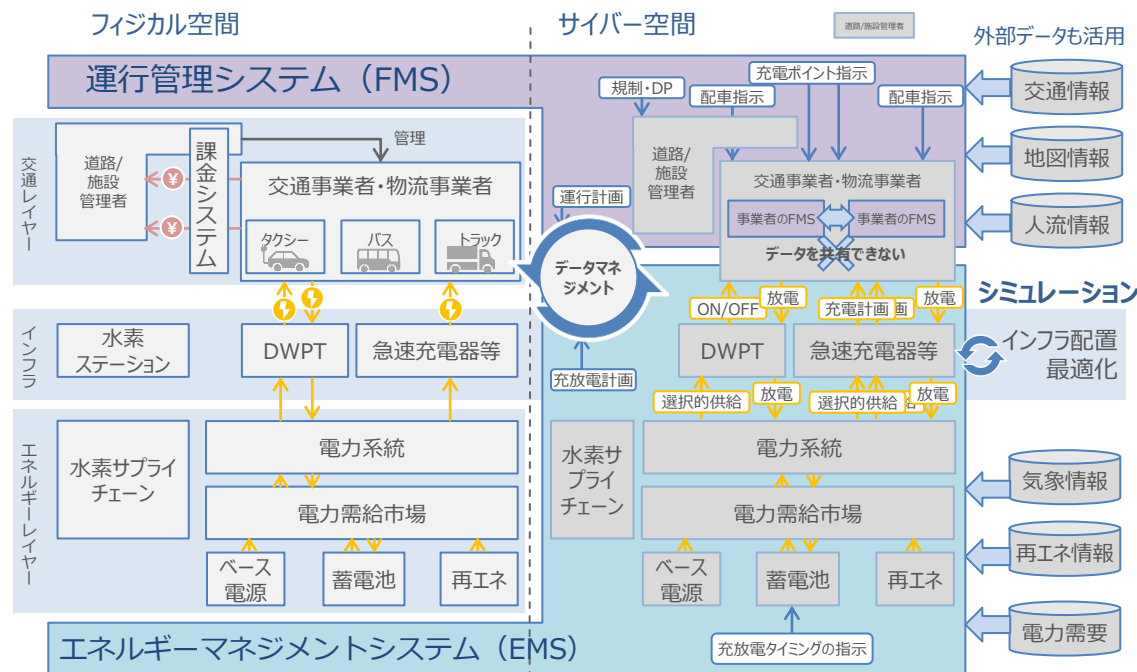 フィジカル空間
サイバー空間
道路/施設管理者
外部データも活用
運行管理システム（FMS）
充電ポイント指示
規制・DP
配車指示
配車指示
交通情報
地図情報
人流情報
交通レイヤー
道路/
施設
管理者
課金システム
管理
¥
¥
交通事業者・物流事業者
タクシー
バス
トラック
道路/
施設
管理者
運行計画
交通事業者・物流事業者
事業者のFMS
事業者のFMS
データを共有できない
データマネ
ジメント
シミュレーション
インフラ
水素
ステーション
DWPT
急速充電器等
ON/OFF
放電
充電計画
画
放電
DWPT
急速充電器等
インフラ配置
最適化
充放電計画
選択的供給
放電
選択的供給
放電
エネルギーレイヤー
水素サプライ
チェーン
電力系統
電力需給市場
ベース
電源
蓄電池
再エネ
水素サ
プライ
チェーン
電力系統
電力需給市場
ベース
電源
蓄電池
再エネ
気象情報
再エネ情報
電力需要
エネルギーマネジメントシステム（EMS）
充放電タイミングの指示